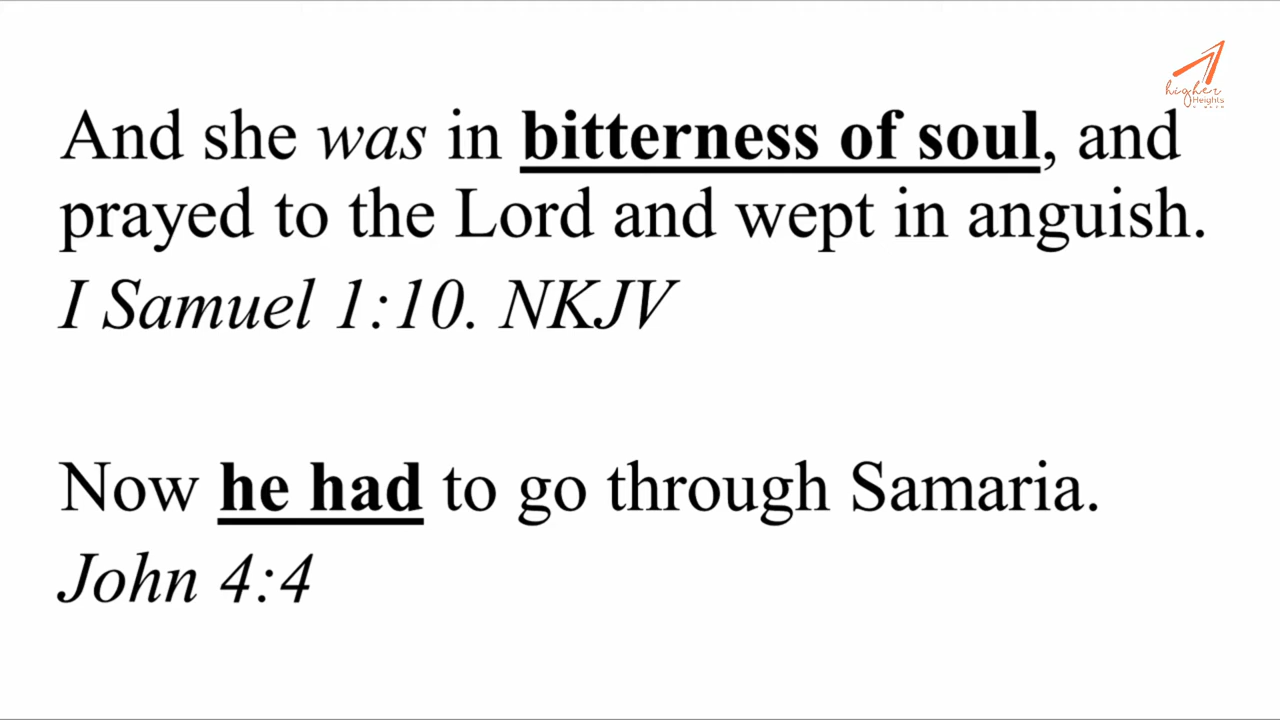 higher
Heights
And she was in bitterness of soul, and
prayed to the Lord and wept in anguish.
I Samuel 1:10. NKJV
Now he had to go through Samaria.
John 4:4